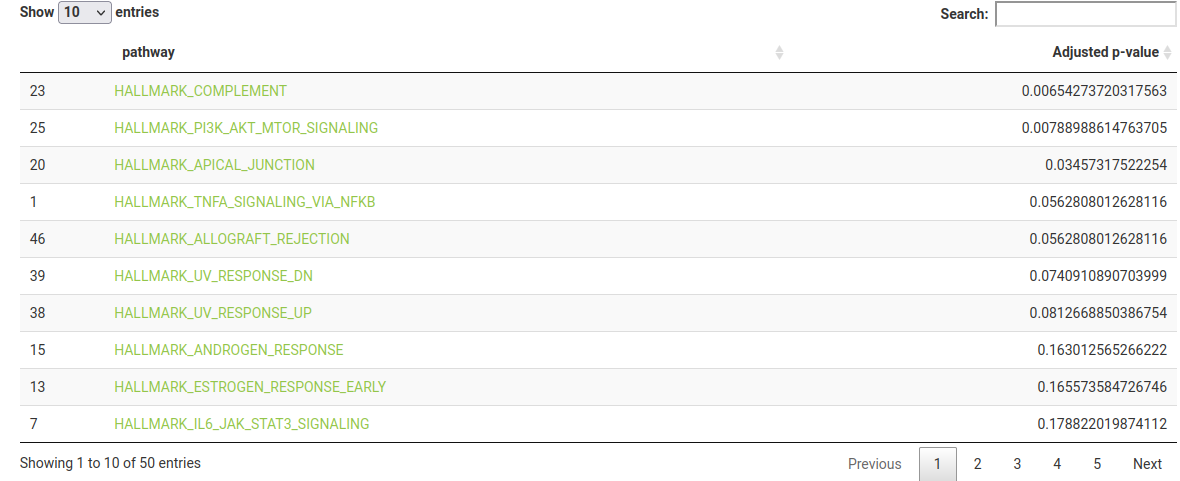 Show 10 entries
Search:
pathway Adjusted p-value
23 HALLMARK_COMPLEMENT 0.00654273720317563
25 HALLMARK_PI3K_AKT_MTOR_SIGNALING 0.00788988614763705
20 HALLMARK_APICAL_JUNCTION 0.03457317522254
1 HALLMARK_TNFA_SIGNALING_VIA_NFKB 0.0562808012628116
46 HALLMARK_ALLOGRAFT_REJECTION 0.0562808012628116
39 HALLMARK_UV_RESPONSE_DN 0.0740910890703999
38 HALLMARK_UV_RESPONSE_UP 0.0812668850386754
15 HALLMARK_ANDROGEN_RESPONSE 0.163012565266222
13 HALLMARK_ESTROGEN_RESPONSE_EARLY 0.165573584726746
7 HALLMARK_IL6_JAK_STAT3_SIGNALING 0.178822019874112
Showing 1 to 10 of 50 entries
Previous 1 2 3 4 5 Next